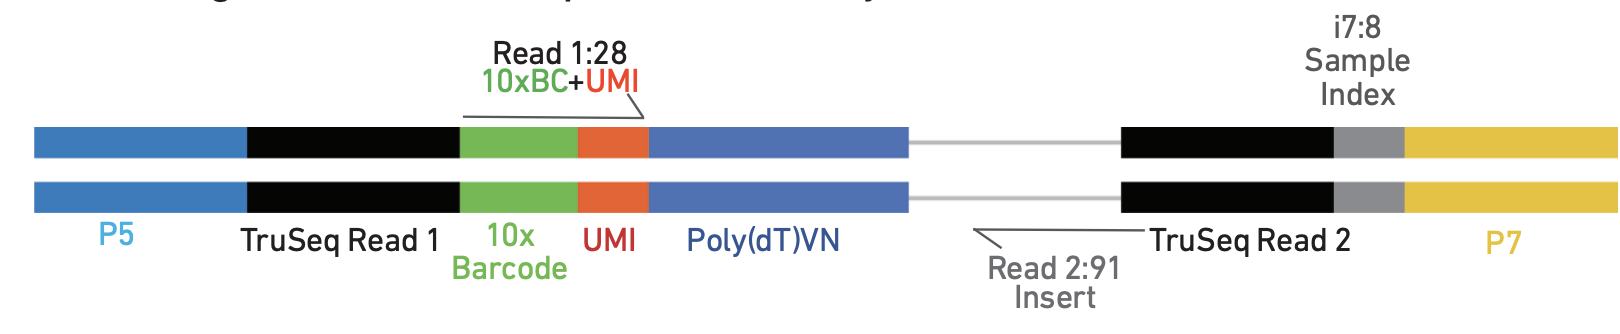 Read 1:28
10xBC+UMI
i7:8
Sample
Index
P5
TruSeq Read 1
10x
Barcode
UMI
Poly(dT)VN
Read 2:91
Insert
TruSeq Read 2
P7